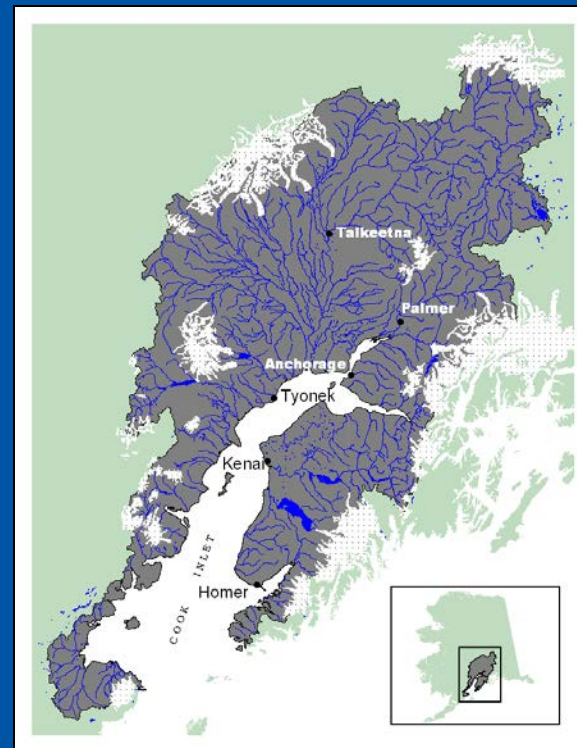 Talkeetna
Palmer
Anchorage
Tyonek
Kenai
Homer
COOK INLET